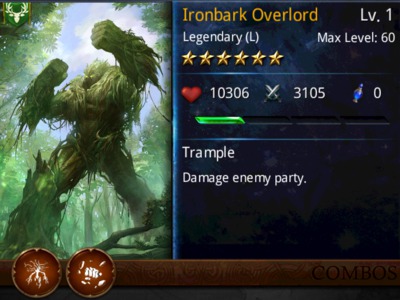 Ironbark Overlord Lv. 1
Legendary (L) Max Level: 60
10306 3105 0
Trample
Damage enemy party.
COMBOS